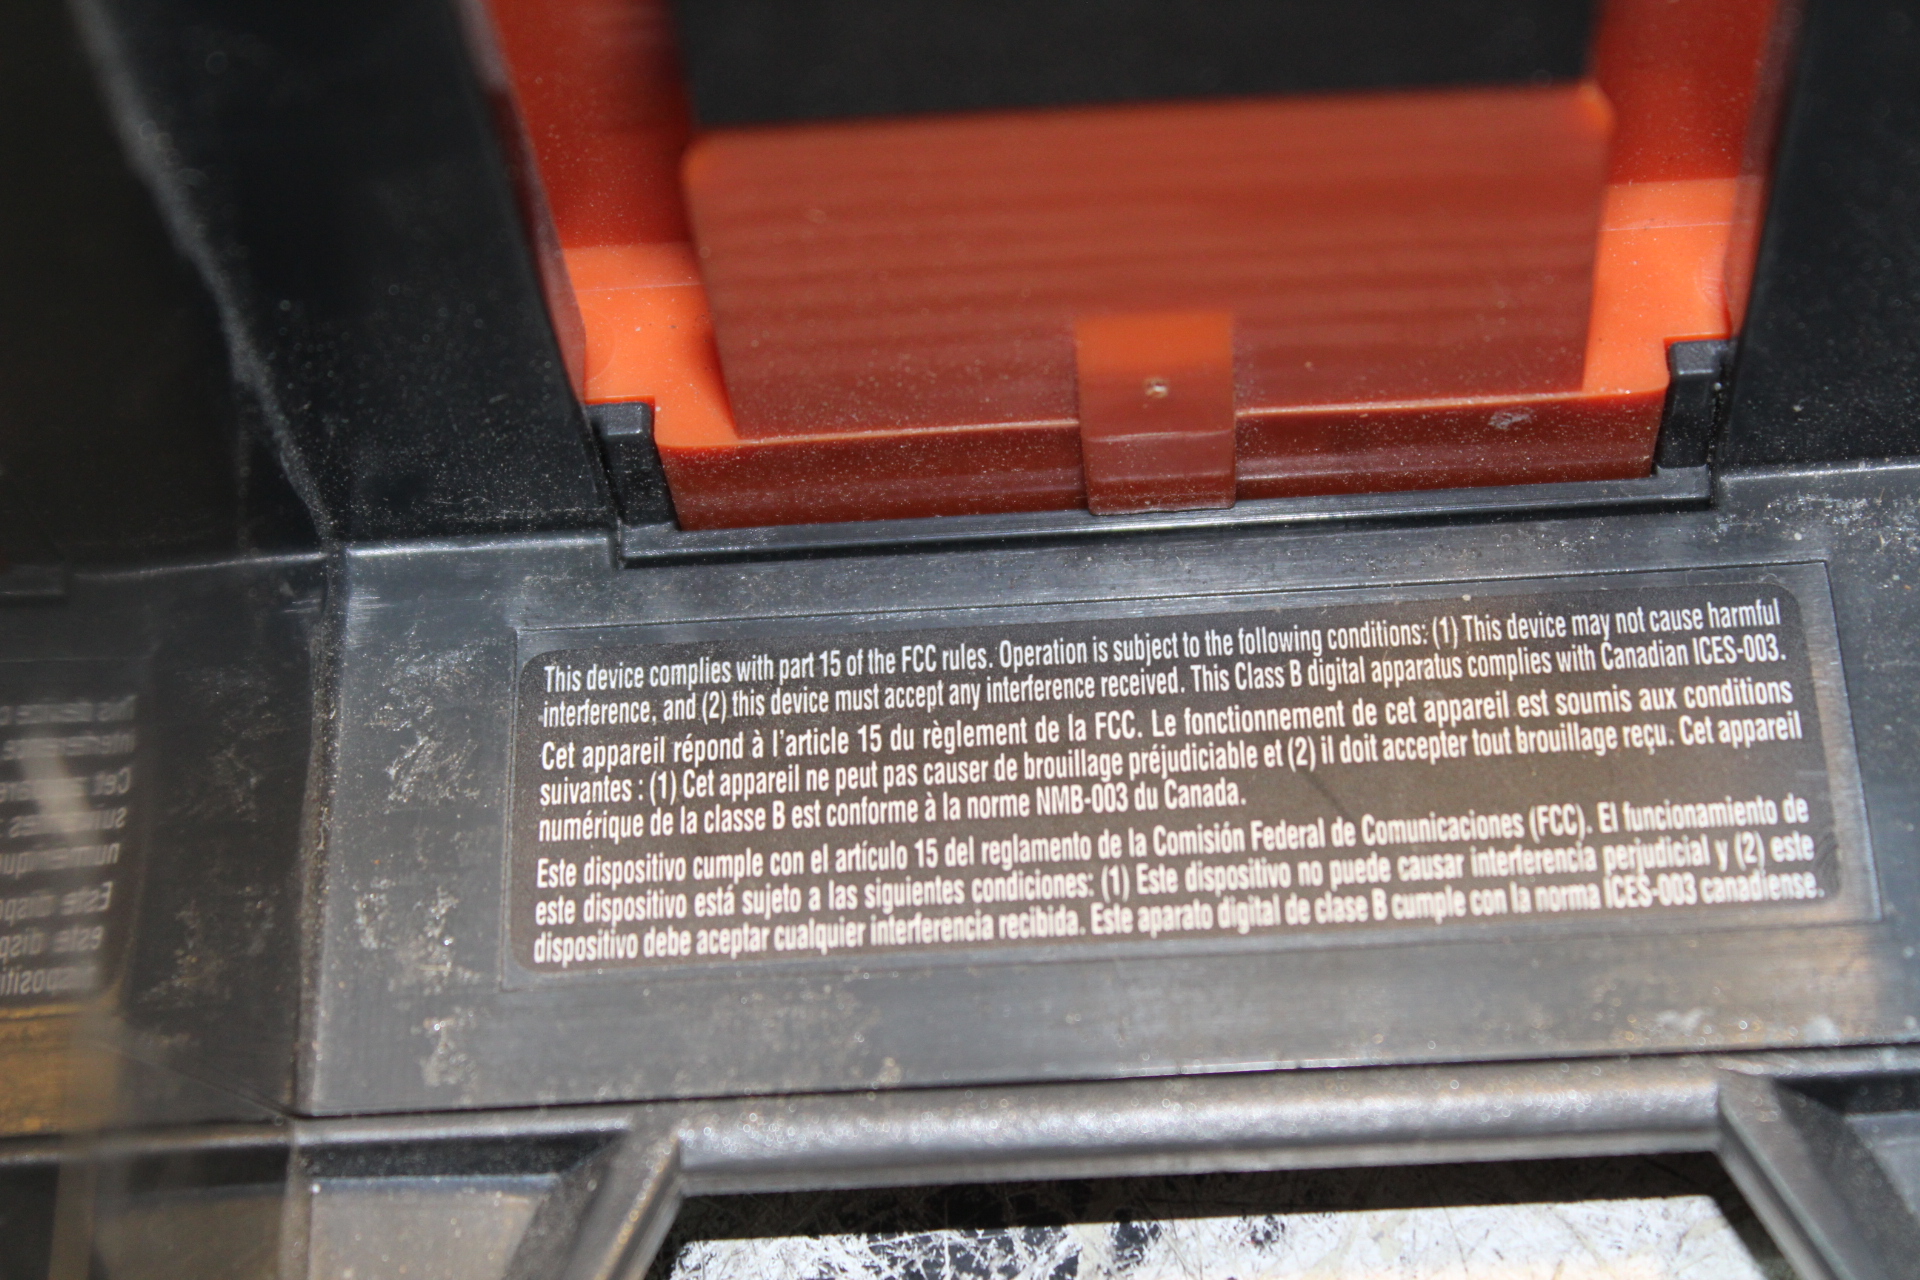 This device complies with part 15 of the FCC rules. Operation is subject to the following conditions: (1) This device may not cause harmful
interference, and (2) this device must accept any interference received. This Class B digital apparatus complies with Canadian ICES-003.
Cet appareil répond à l'article 15 du règlement de la FCC. Le fonctionnement de cet appareil est soumis aux conditions
suivantes : (1) Cet appareil ne peut pas causer de brouillage préjudiciable et (2) il doit accepter tout brouillage reçu. Cet appareil
numérique de la classe B est conforme à la norme NMB-003 du Canada.
Este dispositivo cumple con el artículo 15 del reglamento de la Comisión Federal de Comunicaciones (FCC). El funcionamiento de
este dispositivo está sujeto a las siguientes condiciones: (1) Este dispositivo no puede causar interferencia perjudicial y (2) este
dispositivo debe aceptar cualquier interferencia recibida. Este aparato digital de clase B cumple con la norma ICES-003 canadiense.